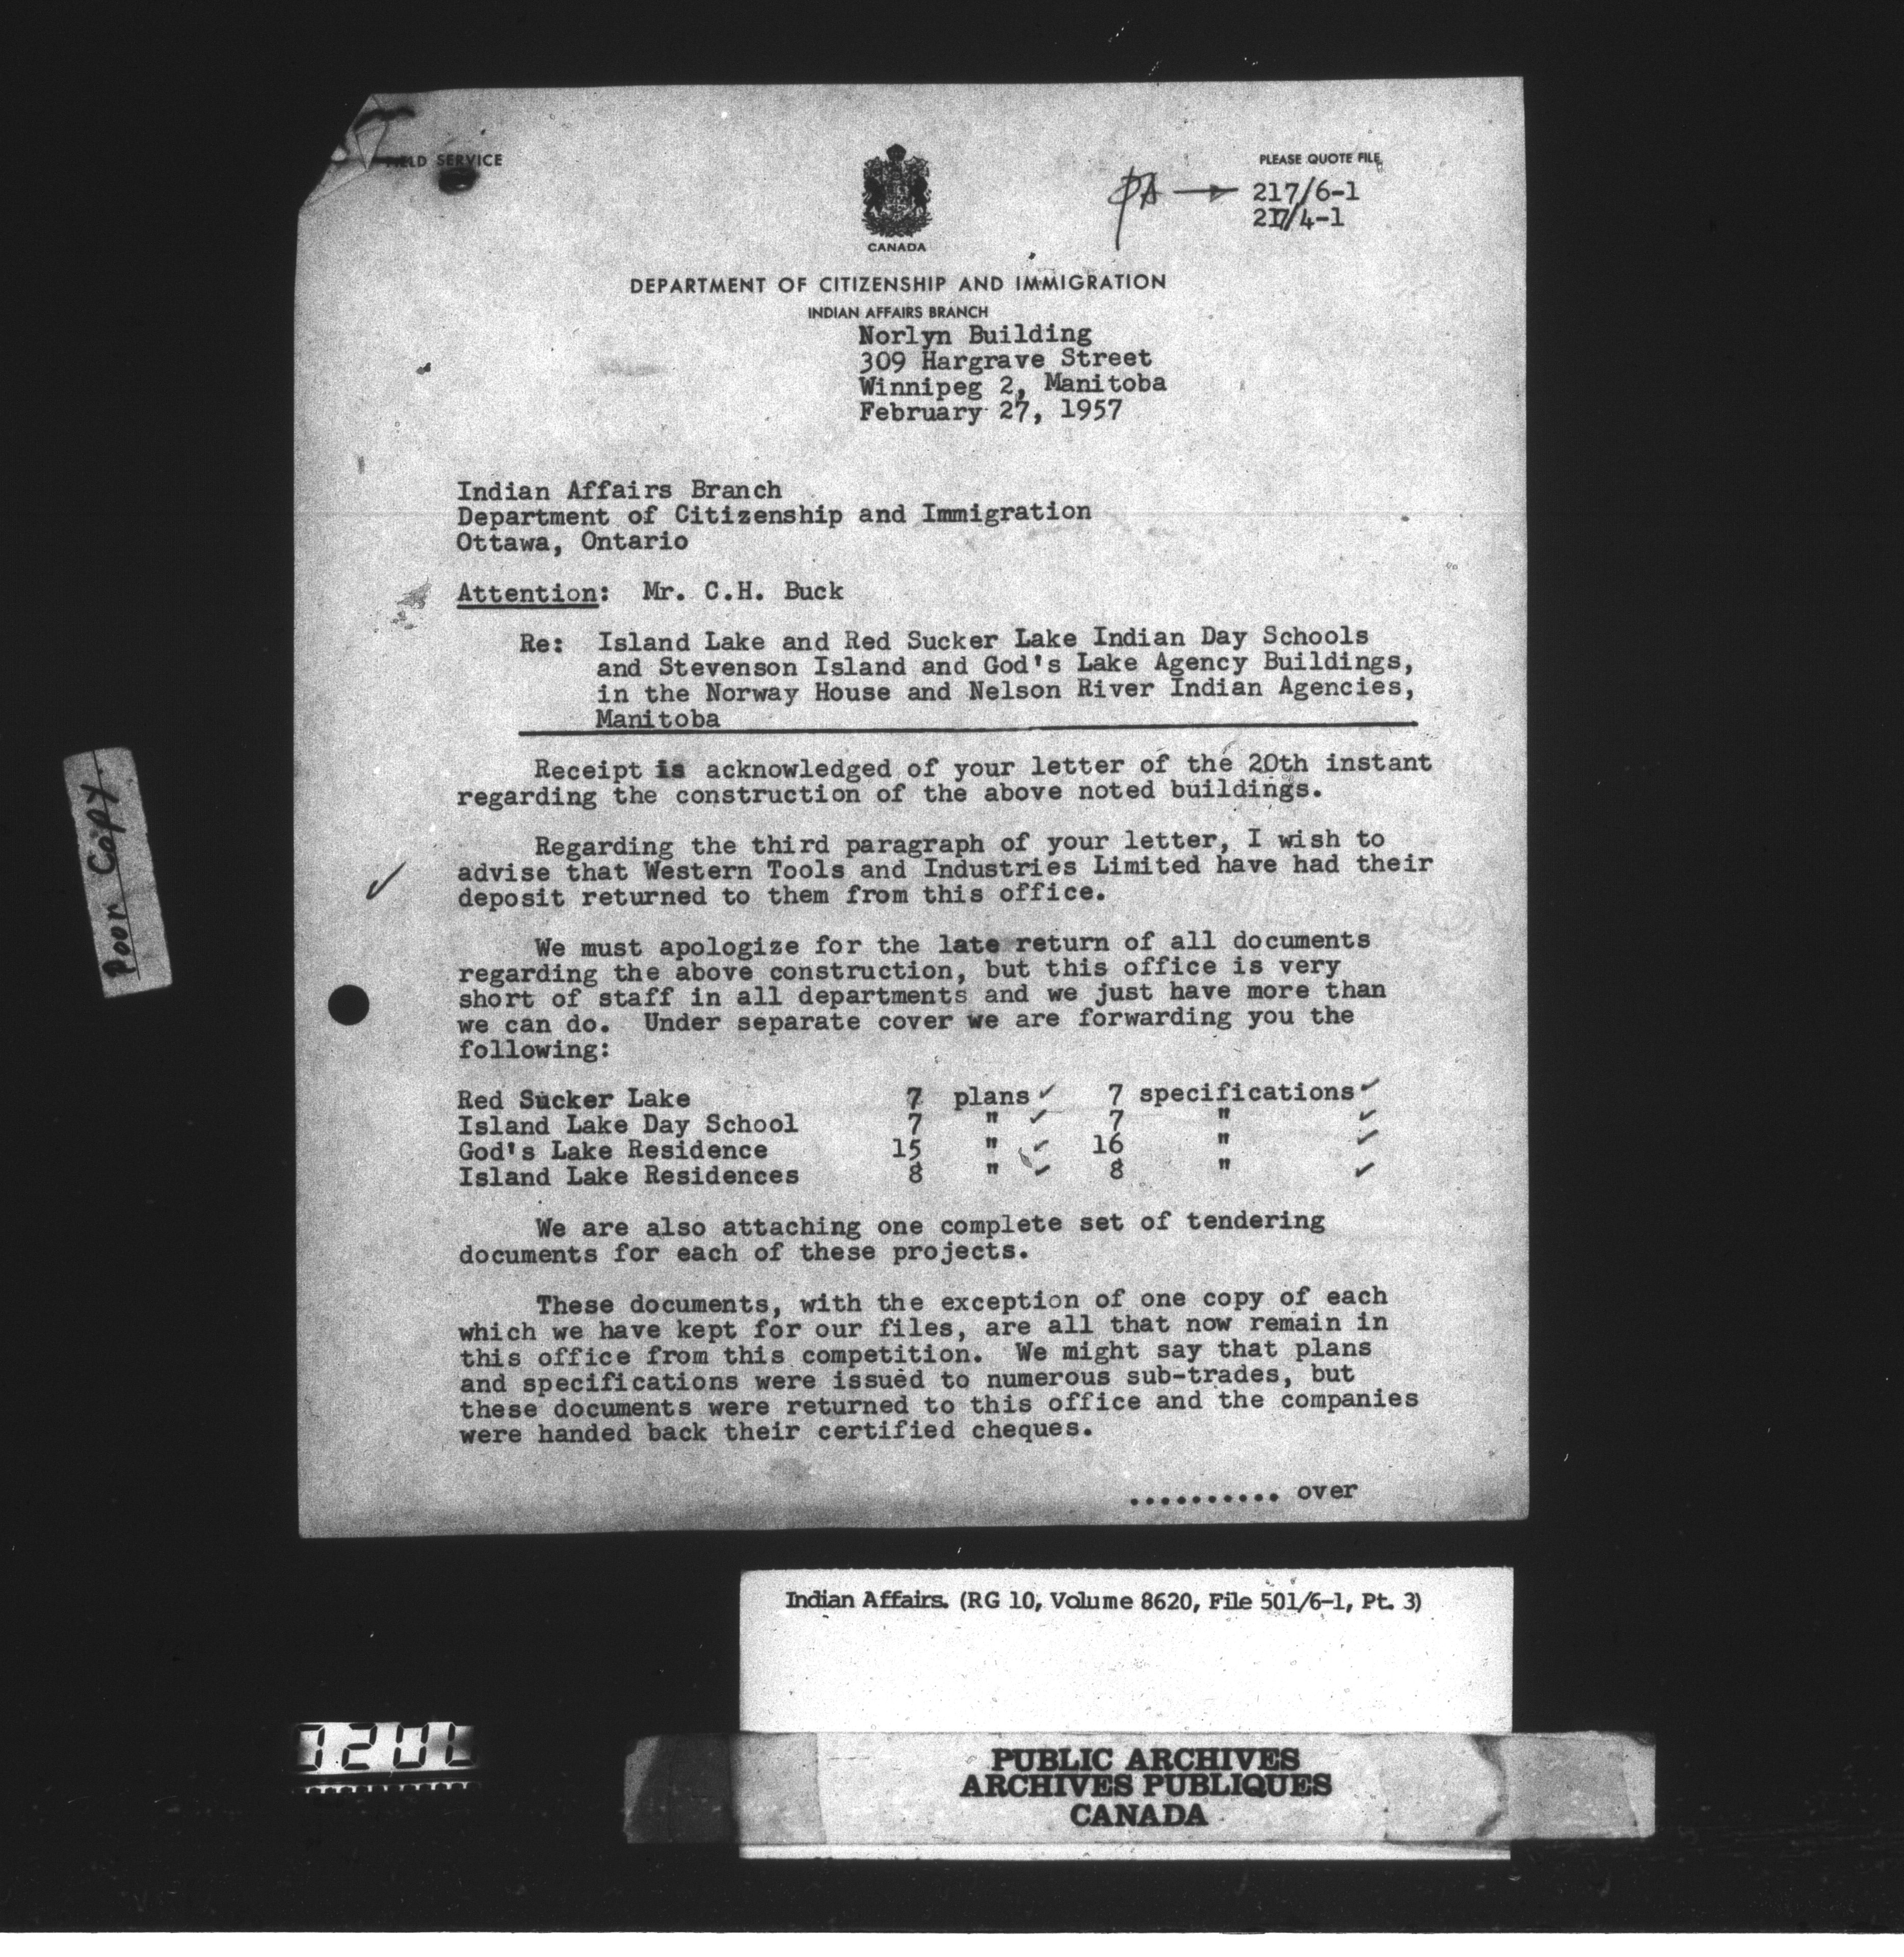 FIELD SERVICE
PLEASE QUOTE FILE
PA → 217/6-1
217/4-1
CANADA
DEPARTMENT OF CITIZENSHIP AND IMMIGRATION
INDIAN AFFAIRS BRANCH
Norlyn Building
309 Hargrave Street
Winnipeg 2, Manitoba
February 27, 1957
Indian Affairs Branch
Department of Citizenship and Immigration
Ottawa, Ontario
Attention: Mr. C.H. Buck
Re: Island Lake and Red Sucker Lake Indian Day Schools
and Stevenson Island and God's Lake Agency Buildings,
in the Norway House and Nelson River Indian Agencies,
Manitoba
Receipt is acknowledged of your letter of the 20th instant
regarding the construction of the above noted buildings.
Regarding the third paragraph of your letter, I wish to
advise that Western Tools and Industries Limited have had their
deposit returned to them from this office.
We must apologize for the late return of all documents
regarding the above construction, but this office is very
short of staff in all departments and we just have more than
we can do. Under separate cover we are forwarding you the
following:
Red Sucker Lake 7 plans ✓ 7 specifications ✓
Island Lake Day School 7 " ✓ 7 " ✓
God's Lake Residence 15 " ✓ 16 " ✓
Island Lake Residences 8 " ✓ 8 " ✓
We are also attaching one complete set of tendering
documents for each of these projects.
These documents, with the exception of one copy of each
which we have kept for our files, are all that now remain in
this office from this competition. We might say that plans
and specifications were issued to numerous sub-trades, but
these documents were returned to this office and the companies
were handed back their certified cheques.
.......... over
Poor Copy
Indian Affairs. (RG 10, Volume 8620, File 501/6-1, Pt. 3)
PUBLIC ARCHIVES
ARCHIVES PUBLIQUES
CANADA